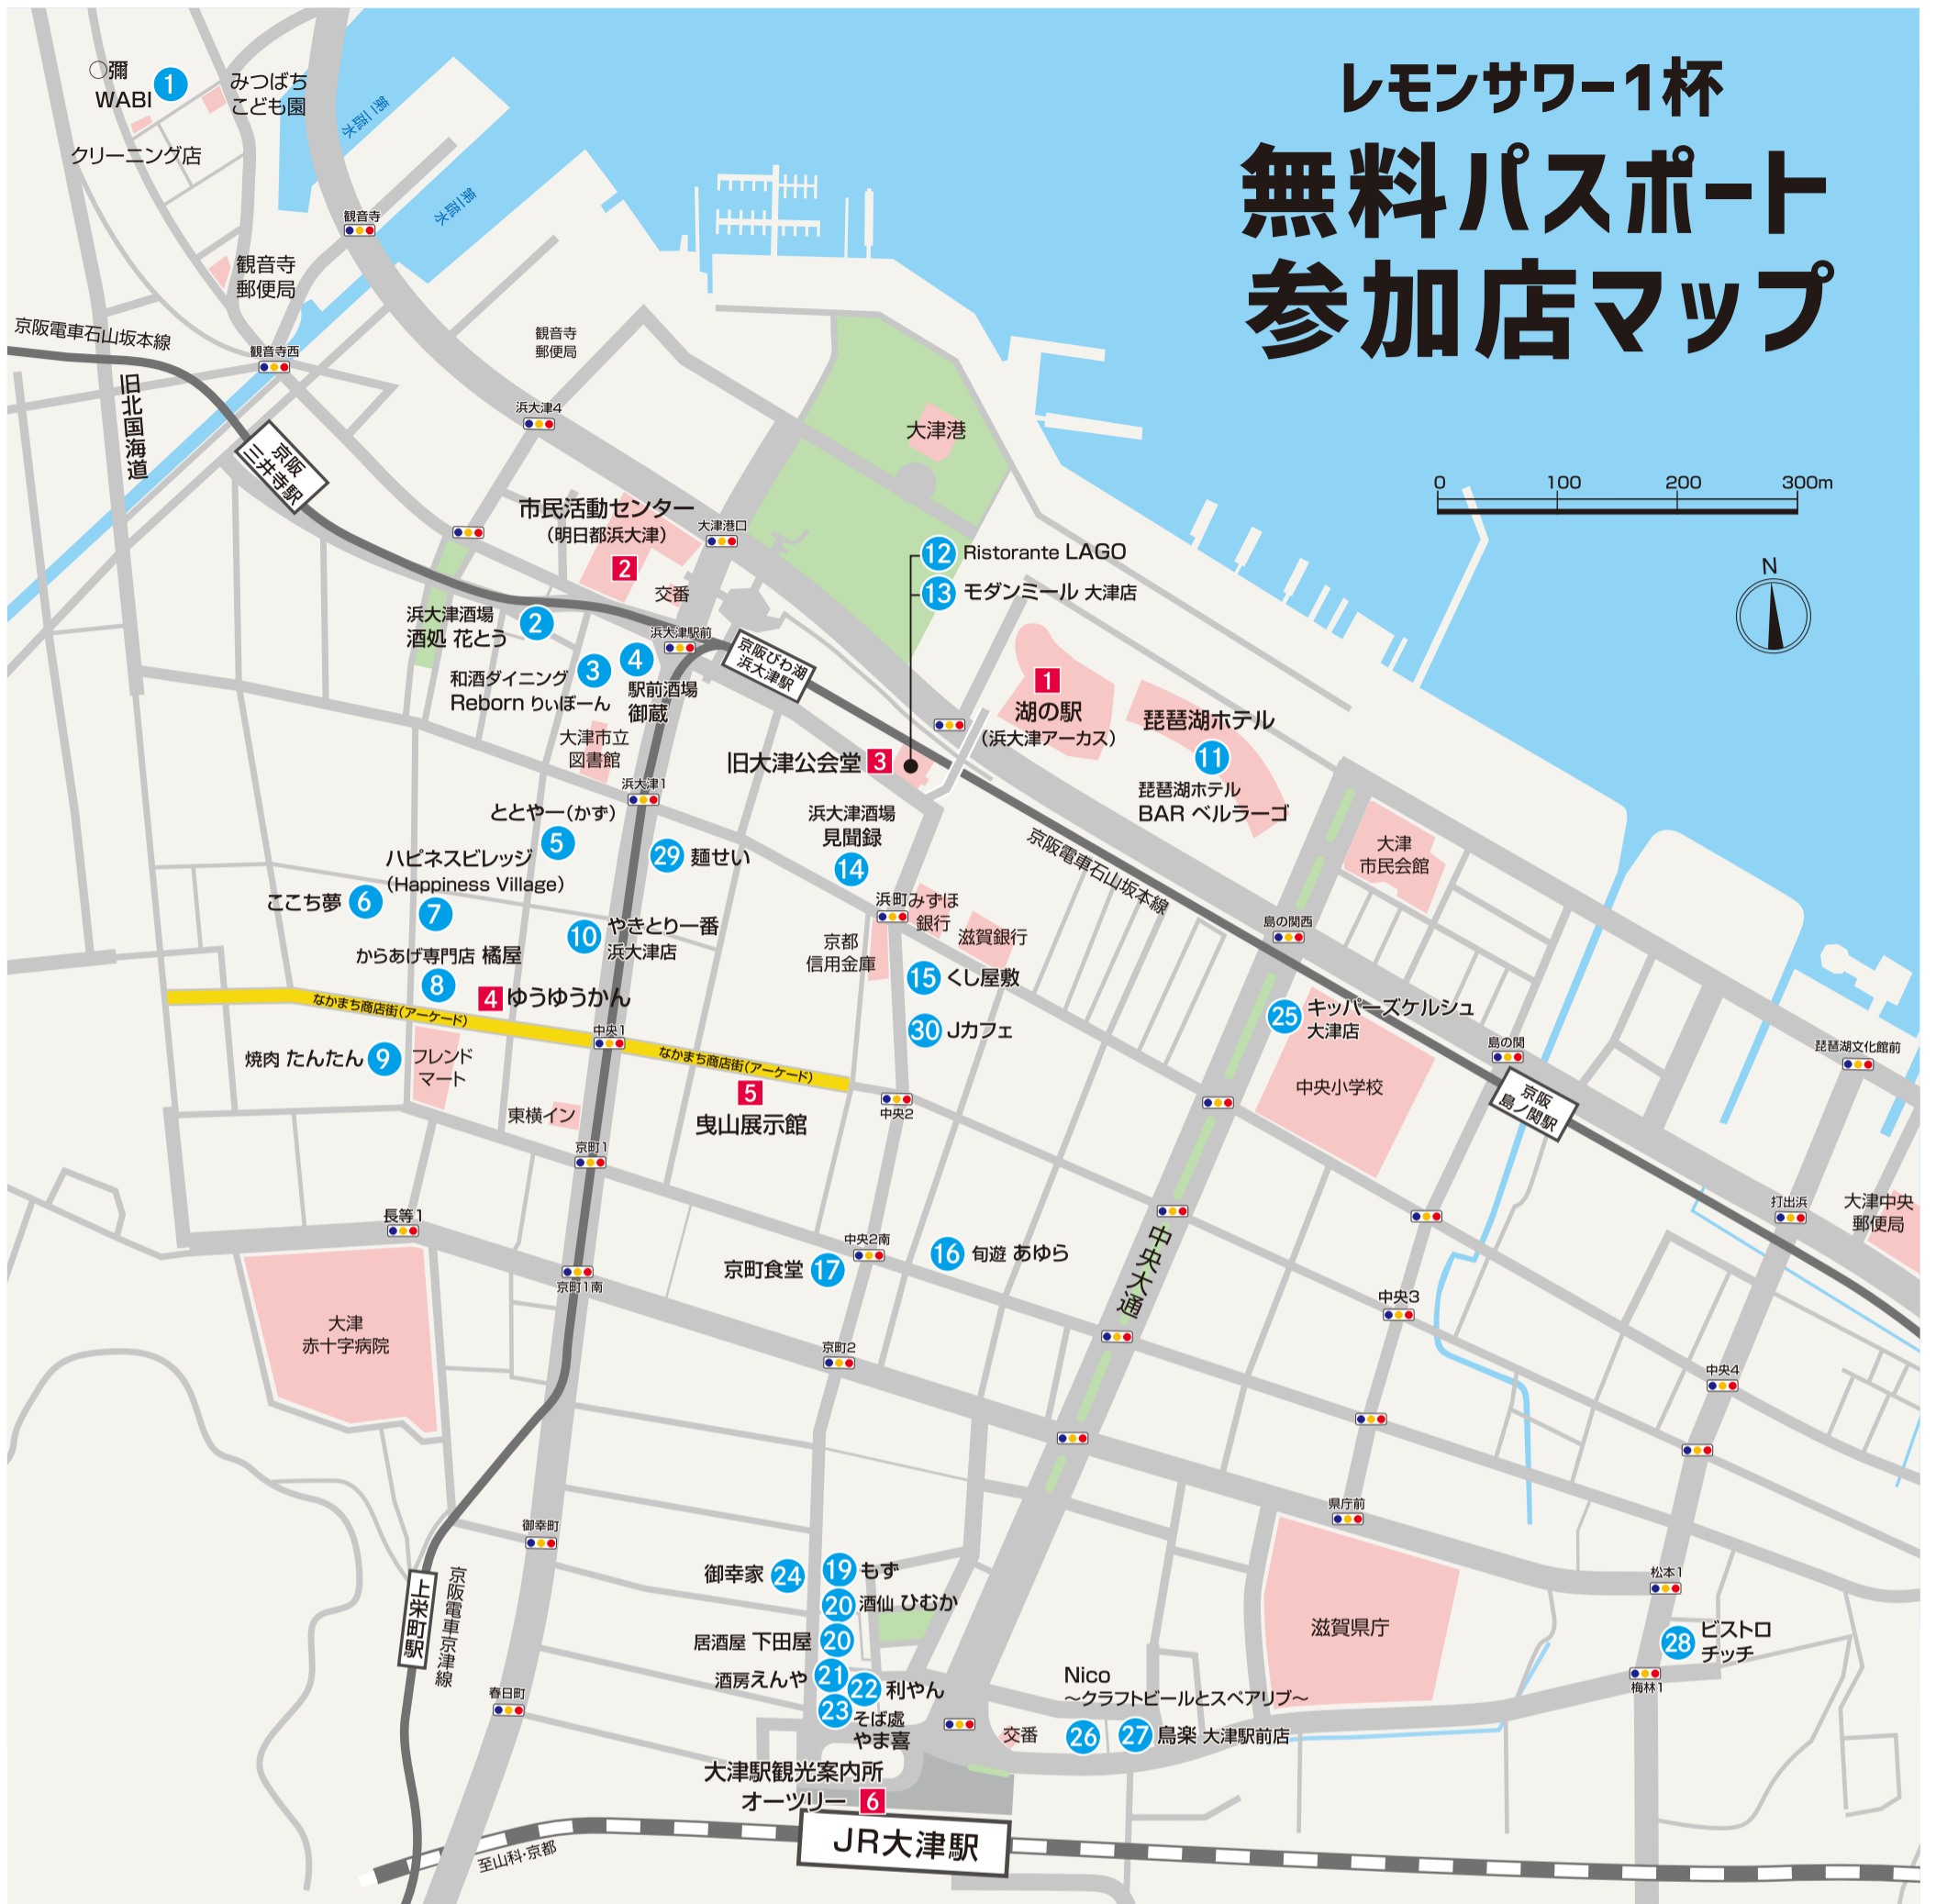 レモンサワー1杯
無料パスポート
参加店マップ
〇彌
WABI
1
みつばち
こども園
クリーニング店
第二疏水
第一疏水
観音寺
観音寺
郵便局
京阪電車石山坂本線
観音寺西
旧北国海道
観音寺
郵便局
浜大津4
京阪
三井寺駅
大津港
0 100 200 300m
N
市民活動センター
(明日都浜大津)
2
大津港口
交番
12 Ristorante LAGO
13 モダンミール 大津店
浜大津酒場
酒処 花とう
2
浜大津駅前
京阪びわ湖
浜大津駅
和酒ダイニング
Reborn りぃぼーん
3
4
駅前酒場
御蔵
大津市立
図書館
1
湖の駅
(浜大津アーカス)
琵琶湖ホテル
11
琵琶湖ホテル
BAR ベルラーゴ
旧大津公会堂 3
浜大津1
ととやー(かず)
5
29 麺せい
浜大津酒場
見聞録
14
京阪電車石山坂本線
大津
市民会館
ハピネスビレッジ
(Happiness Village)
7
ここち夢 6
10 やきとり一番
浜大津店
浜町
みずほ
銀行
滋賀銀行
京都
信用金庫
島の関西
からあげ専門店 橘屋
8
4 ゆうゆうかん
15 くし屋敷
30 Jカフェ
25 キッパーズケルシュ
大津店
なかまち商店街(アーケード)
中央1
なかまち商店街(アーケード)
焼肉 たんたん 9
フレンド
マート
5
曳山展示館
中央2
中央小学校
島の関
京阪
島ノ関駅
琵琶湖文化館前
東横イン
京町1
長等1
打出浜
大津中央
郵便局
京町1南
京町食堂 17
中央2南
16 旬遊 あゆら
中央大通
中央3
大津
赤十字病院
京町2
中央4
県庁前
御幸町
上栄町駅
京阪電車京津線
御幸家 24
19 もず
20 酒仙 ひむか
居酒屋 下田屋 20
酒房えんや 21
22 利やん
23 そば處
やま喜
春日町
滋賀県庁
松本1
28 ビストロ
チッチ
梅林1
Nico
～クラフトビールとスペアリブ～
26
27 鳥楽 大津駅前店
交番
大津駅観光案内所
オーツリー 6
JR大津駅
至山科・京都